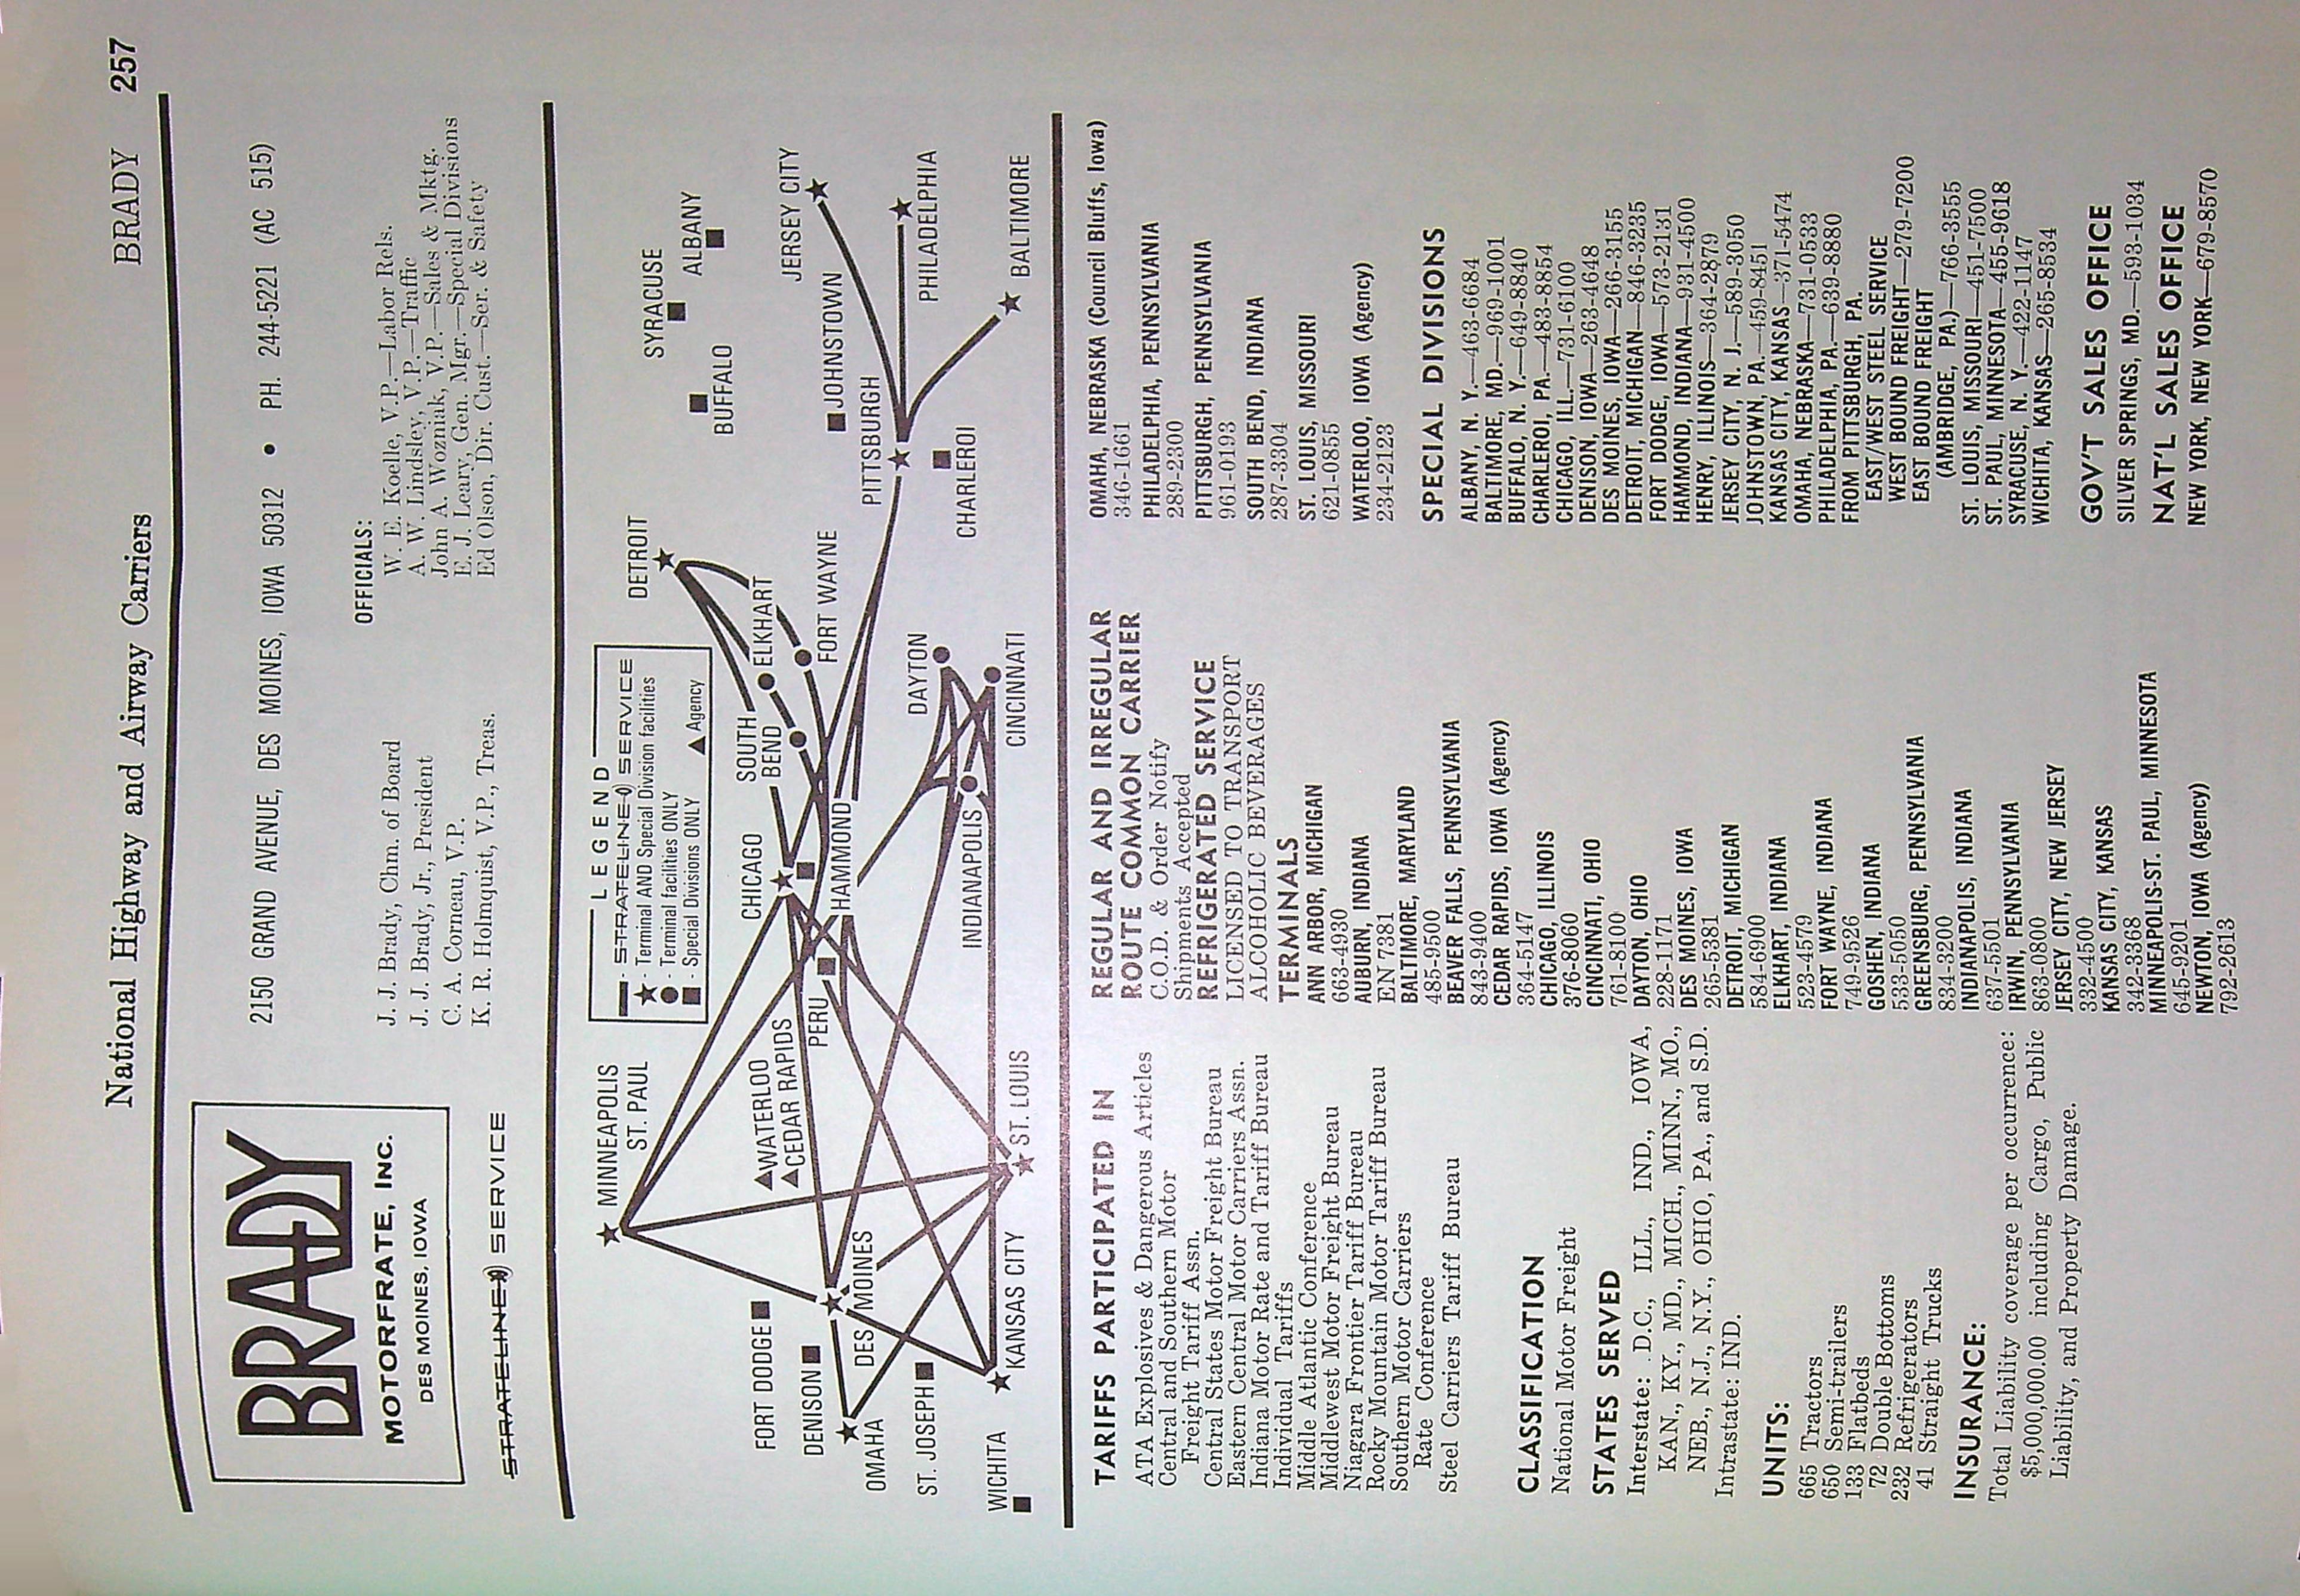 National Highway and Airway Carriers
BRADY 257
BRADY
MOTORFRATE, INC.
DES MOINES, IOWA
STRATELINE SERVICE
2150 GRAND AVENUE, DES MOINES, IOWA 50312 • PH. 244-5221 (AC 515)
OFFICIALS:
J. J. Brady, Chm. of Board
J. J. Brady, Jr., President
C. A. Corneau, V.P.
K. R. Holmquist, V.P., Treas.
W. E. Koelle, V.P.—Labor Rels.
A. W. Lindsley, V.P.—Traffic
John A. Wozniak, V.P.—Sales & Mktg.
E. J. Leary, Gen. Mgr.—Special Divisions
Ed Olson, Dir. Cust.—Ser. & Safety
MINNEAPOLIS
ST. PAUL
LEGEND
- STRATELINE SERVICE
★ - Terminal AND Special Division facilities
● - Terminal facilities ONLY
■ - Special Divisions ONLY ▲ Agency
DETROIT
SYRACUSE
ALBANY
BUFFALO
FORT DODGE
WATERLOO
CEDAR RAPIDS
CHICAGO
SOUTH
BEND
ELKHART
JERSEY CITY
DENISON
PERU
HAMMOND
FORT WAYNE
JOHNSTOWN
OMAHA
DES MOINES
PITTSBURGH
ST. JOSEPH
DAYTON
PHILADELPHIA
INDIANAPOLIS
CHARLEROI
WICHITA
KANSAS CITY
ST. LOUIS
CINCINNATI
BALTIMORE
TARIFFS PARTICIPATED IN
ATA Explosives & Dangerous Articles
Central and Southern Motor
Freight Tariff Assn.
Central States Motor Freight Bureau
Eastern Central Motor Carriers Assn.
Indiana Motor Rate and Tariff Bureau
Individual Tariffs
Middle Atlantic Conference
Middlewest Motor Freight Bureau
Niagara Frontier Tariff Bureau
Rocky Mountain Motor Tariff Bureau
Southern Motor Carriers
Rate Conference
Steel Carriers Tariff Bureau
CLASSIFICATION
National Motor Freight
STATES SERVED
Interstate: D.C., ILL., IND., IOWA,
KAN., KY., MD., MICH., MINN., MO.,
NEB., N.J., N.Y., OHIO, PA., and S.D.
Intrastate: IND.
UNITS:
665 Tractors
650 Semi-trailers
133 Flatbeds
72 Double Bottoms
232 Refrigerators
41 Straight Trucks
INSURANCE:
Total Liability coverage per occurrence:
$5,000,000.00 including Cargo, Public
Liability, and Property Damage.
REGULAR AND IRREGULAR
ROUTE COMMON CARRIER
C.O.D. & Order Notify
Shipments Accepted
REFRIGERATED SERVICE
LICENSED TO TRANSPORT
ALCOHOLIC BEVERAGES
TERMINALS
ANN ARBOR, MICHIGAN
663-4930
AUBURN, INDIANA
EN 7381
BALTIMORE, MARYLAND
485-9500
BEAVER FALLS, PENNSYLVANIA
843-9400
CEDAR RAPIDS, IOWA (Agency)
364-5147
CHICAGO, ILLINOIS
376-8060
CINCINNATI, OHIO
761-8100
DAYTON, OHIO
228-1171
DES MOINES, IOWA
265-5381
DETROIT, MICHIGAN
584-6900
ELKHART, INDIANA
523-4579
FORT WAYNE, INDIANA
749-9526
GOSHEN, INDIANA
533-5050
GREENSBURG, PENNSYLVANIA
834-3200
INDIANAPOLIS, INDIANA
637-5501
IRWIN, PENNSYLVANIA
863-0800
JERSEY CITY, NEW JERSEY
332-4500
KANSAS CITY, KANSAS
342-3368
MINNEAPOLIS-ST. PAUL, MINNESOTA
645-9201
NEWTON, IOWA (Agency)
792-2613
OMAHA, NEBRASKA (Council Bluffs, Iowa)
346-1661
PHILADELPHIA, PENNSYLVANIA
289-2300
PITTSBURGH, PENNSYLVANIA
961-0193
SOUTH BEND, INDIANA
287-3304
ST. LOUIS, MISSOURI
621-0855
WATERLOO, IOWA (Agency)
234-2123
SPECIAL DIVISIONS
ALBANY, N. Y.—463-6684
BALTIMORE, MD.—969-1001
BUFFALO, N. Y.—649-8840
CHARLEROI, PA.—483-8854
CHICAGO, ILL.—731-6100
DENISON, IOWA—263-4648
DES MOINES, IOWA—266-3155
DETROIT, MICHIGAN—846-3235
FORT DODGE, IOWA—573-2131
HAMMOND, INDIANA—931-4500
HENRY, ILLINOIS—364-2879
JERSEY CITY, N. J.—589-3050
JOHNSTOWN, PA.—459-8451
KANSAS CITY, KANSAS—371-5474
OMAHA, NEBRASKA—731-0533
PHILADELPHIA, PA.—639-8880
FROM PITTSBURGH, PA.
EAST/WEST STEEL SERVICE
WEST BOUND FREIGHT—279-7200
EAST BOUND FREIGHT
(AMBRIDGE, PA.)—766-3555
ST. LOUIS, MISSOURI—451-7500
ST. PAUL, MINNESOTA—455-9618
SYRACUSE, N. Y.—422-1147
WICHITA, KANSAS—265-8534
GOV'T SALES OFFICE
SILVER SPRINGS, MD.—593-1034
NAT'L SALES OFFICE
NEW YORK, NEW YORK—679-8570